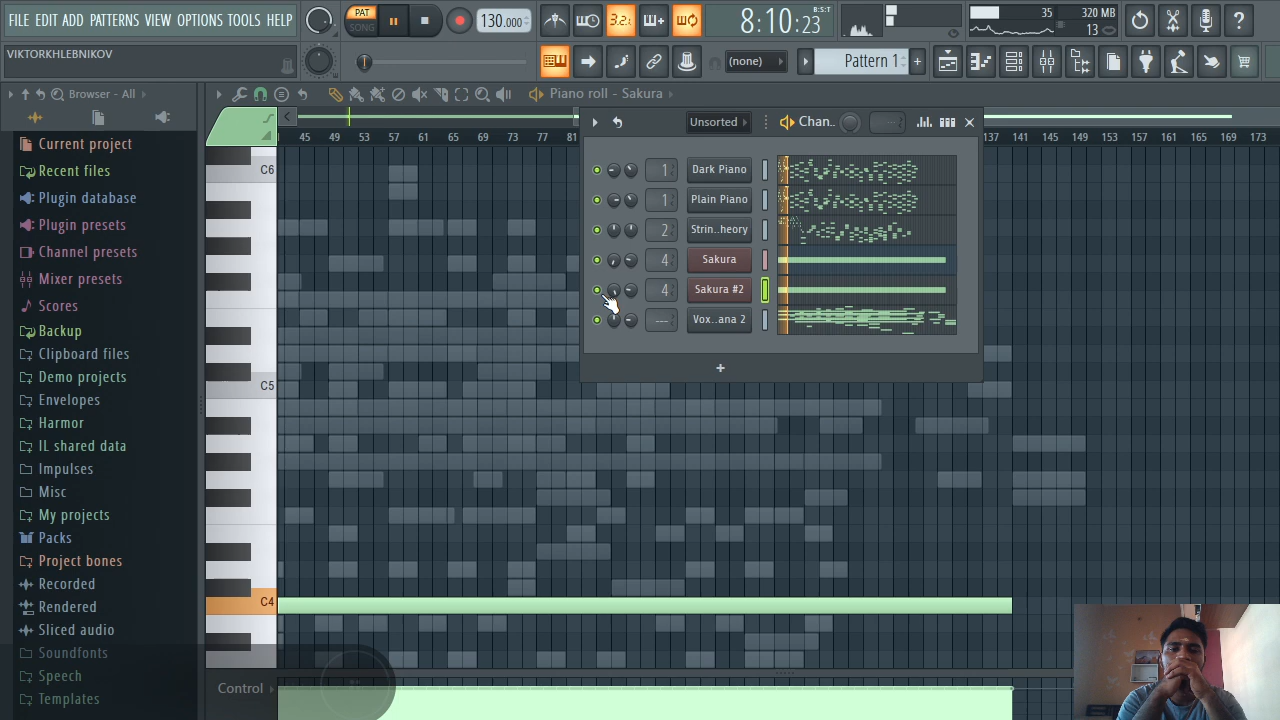 FILE EDIT ADD PATTERNS VIEW OPTIONS TOOLS HELP
PAT
SONG
130.000
3.2
8:10:23
B:S:T
35
320 MB
13
VIKTORKHLEBNIKOV
(none)
Pattern 1
+
Browser - All
Piano roll - Sakura
Current project
Recent files
Plugin database
Plugin presets
Channel presets
Mixer presets
Scores
Backup
Clipboard files
Demo projects
Envelopes
Harmor
IL shared data
Impulses
Misc
My projects
Packs
Project bones
Recorded
Rendered
Sliced audio
Soundfonts
Speech
Templates
45 49 53 57 61 65 69 73 77 81
137 141 145 149 153 157 161 165 169 173
C6
C5
C4
Unsorted
Chan..
1 Dark Piano
1 Plain Piano
2 Strin..heory
4 Sakura
4 Sakura #2
--- Vox..ana 2
+
Control